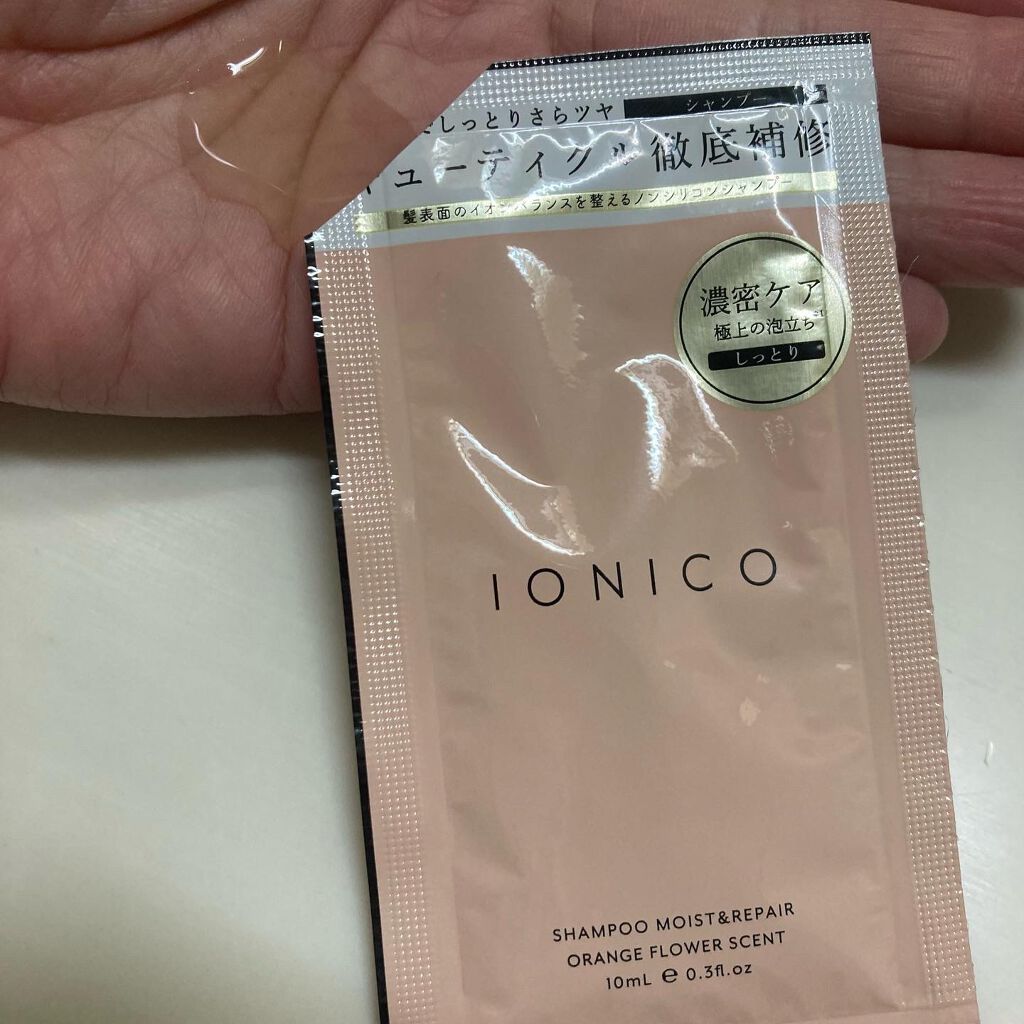 シャンプー
しっとりさらツヤ
キューティクル徹底補修
髪表面のイオンバランスを整えるノンシリコンシャンプー
濃密ケア
極上の泡立ち
しっとり
IONICO
SHAMPOO MOIST&REPAIR
ORANGE FLOWER SCENT
10mL ℮ 0.3fl.oz